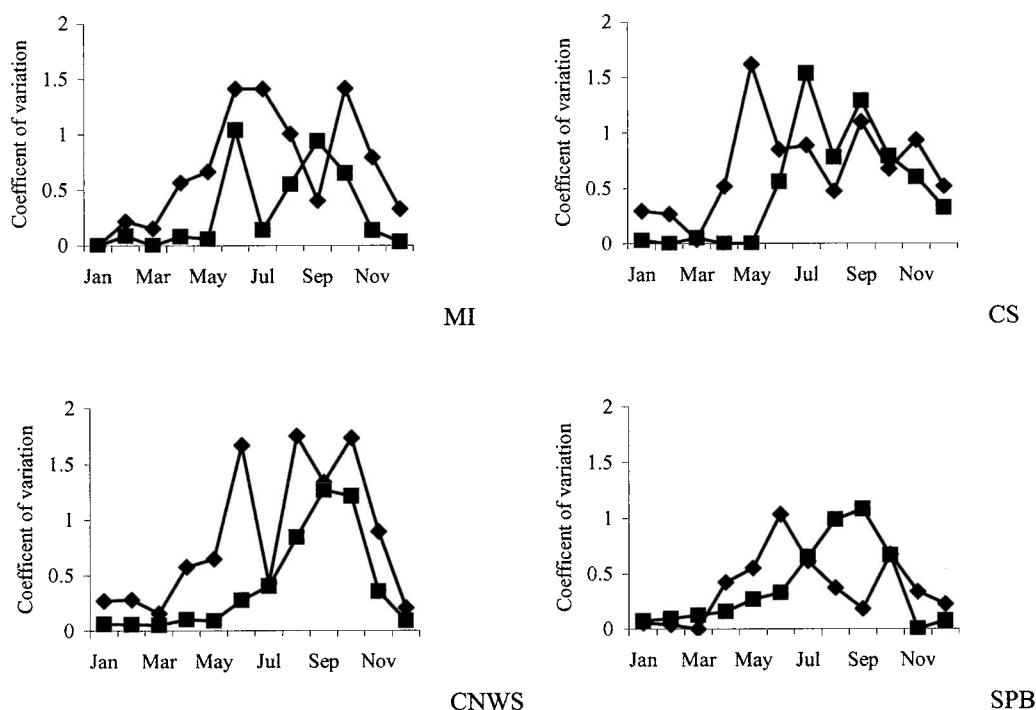 2
1.5
1
0.5
0
Coefficent of variation
Jan Mar May Jul Sep Nov
MI
2
1.5
1
0.5
0
Coefficent of variation
Jan Mar May Jul Sep Nov
CS
2
1.5
1
0.5
0
Coefficent of variation
Jan Mar May Jul Sep Nov
CNWS
2
1.5
1
0.5
0
Coefficent of variation
Jan Mar May Jul Sep Nov
SPB